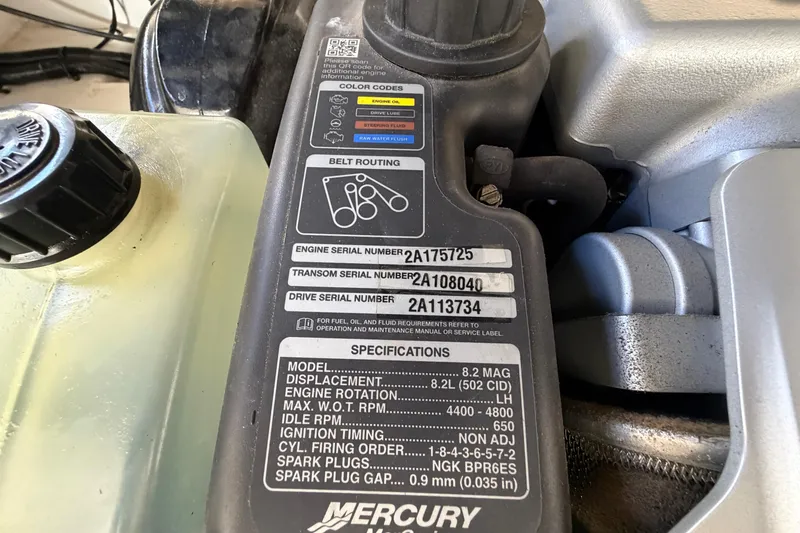 Please scan
this QR code for
additional engine
information
COLOR CODES
ENGINE OIL
DRIVE LUBE
STEERING FLUID
RAW WATER FLUSH
BELT ROUTING
ENGINE SERIAL NUMBER 2A175725
TRANSOM SERIAL NUMBER 2A108040
DRIVE SERIAL NUMBER 2A113734
FOR FUEL, OIL, AND FLUID REQUIREMENTS REFER TO
OPERATION AND MAINTENANCE MANUAL OR SERVICE LABEL.
SPECIFICATIONS
MODEL........................ 8.2 MAG
DISPLACEMENT......... 8.2L (502 CID)
ENGINE ROTATION.................... LH
MAX. W.O.T. RPM.......... 4400 - 4800
IDLE RPM............................... 650
IGNITION TIMING............. NON ADJ
CYL. FIRING ORDER..... 1-8-4-3-6-5-7-2
SPARK PLUGS............ NGK BPR6ES
SPARK PLUG GAP.... 0.9 mm (0.035 in)
MERCURY